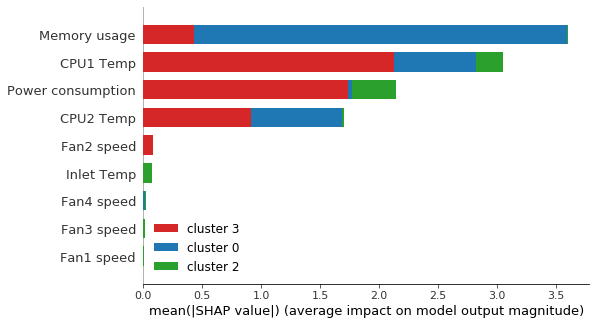 Memory usage
CPU1 Temp
Power consumption
CPU2 Temp
Fan2 speed
Inlet Temp
Fan4 speed
Fan3 speed
Fan1 speed
cluster 3
cluster 0
cluster 2
0.0 0.5 1.0 1.5 2.0 2.5 3.0 3.5
mean(|SHAP value|) (average impact on model output magnitude)